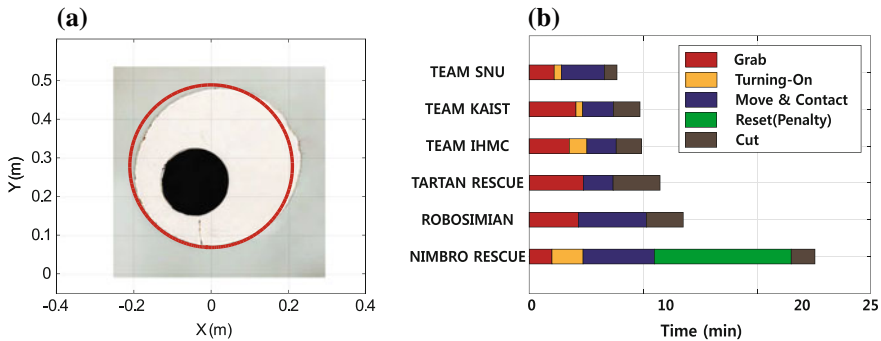 (a)
0.5
0.4
0.3
0.2
0.1
0
Y(m)
-0.4
-0.2
0
0.2
0.4
X(m)
(b)
TEAM SNU
TEAM KAIST
TEAM IHMC
TARTAN RESCUE
ROBOSIMIAN
NIMBRO RESCUE
Grab
Turning-On
Move & Contact
Reset(Penalty)
Cut
0
10
20
25
Time (min)